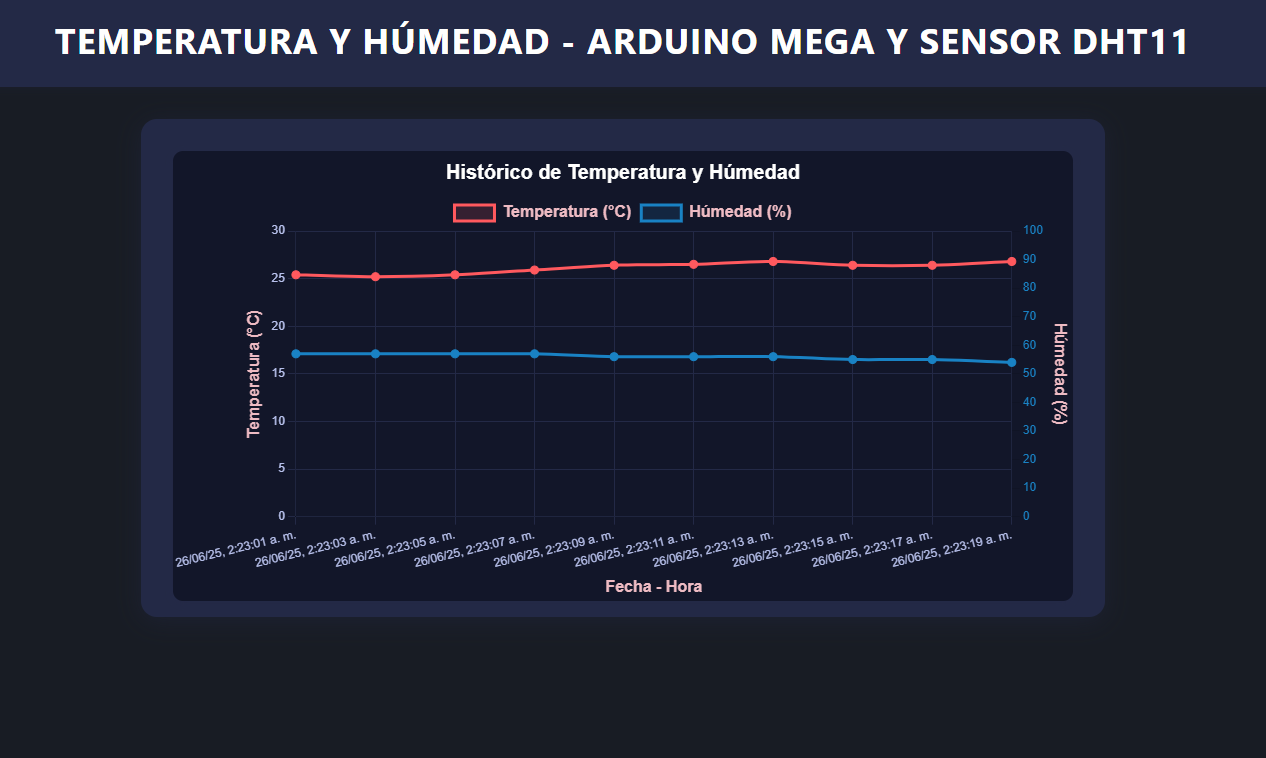 TEMPERATURA Y HÚMEDAD - ARDUINO MEGA Y SENSOR DHT11
Histórico de Temperatura y Húmedad
Temperatura (°C) Húmedad (%)
30
25
20
15
10
5
0
Temperatura (°C)
100
90
80
70
60
50
40
30
20
10
0
Húmedad (%)
26/06/25, 2:23:01 a. m.
26/06/25, 2:23:03 a. m.
26/06/25, 2:23:05 a. m.
26/06/25, 2:23:07 a. m.
26/06/25, 2:23:09 a. m.
26/06/25, 2:23:11 a. m.
26/06/25, 2:23:13 a. m.
26/06/25, 2:23:15 a. m.
26/06/25, 2:23:17 a. m.
26/06/25, 2:23:19 a. m.
Fecha - Hora